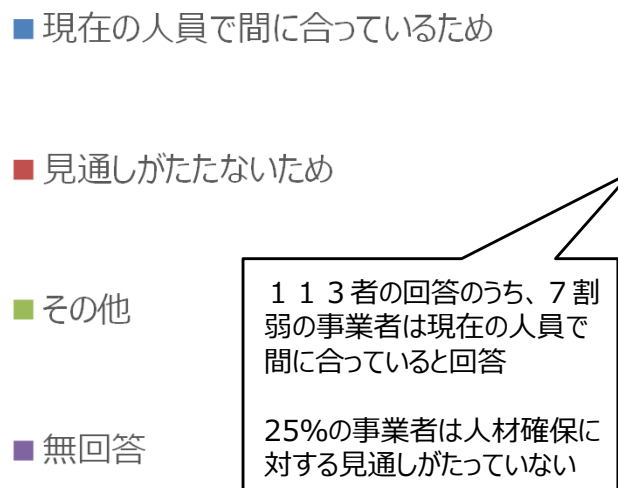 現在の人員で間に合っているため
見通しがたたないため
その他
無回答
１１３者の回答のうち、７割
弱の事業者は現在の人員で
間に合っていると回答
25%の事業者は人材確保に
対する見通しがたっていない